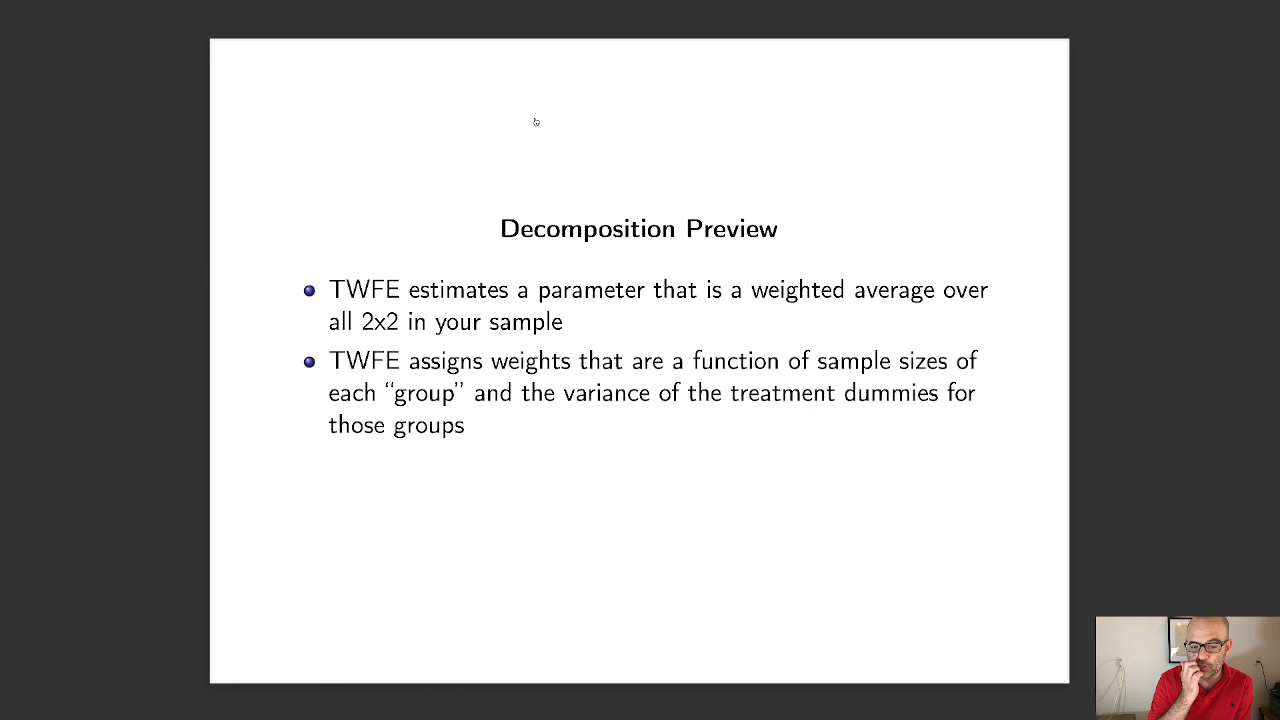 Decomposition Preview
TWFE estimates a parameter that is a weighted average over
all 2x2 in your sample
TWFE assigns weights that are a function of sample sizes of
each “group” and the variance of the treatment dummies for
those groups